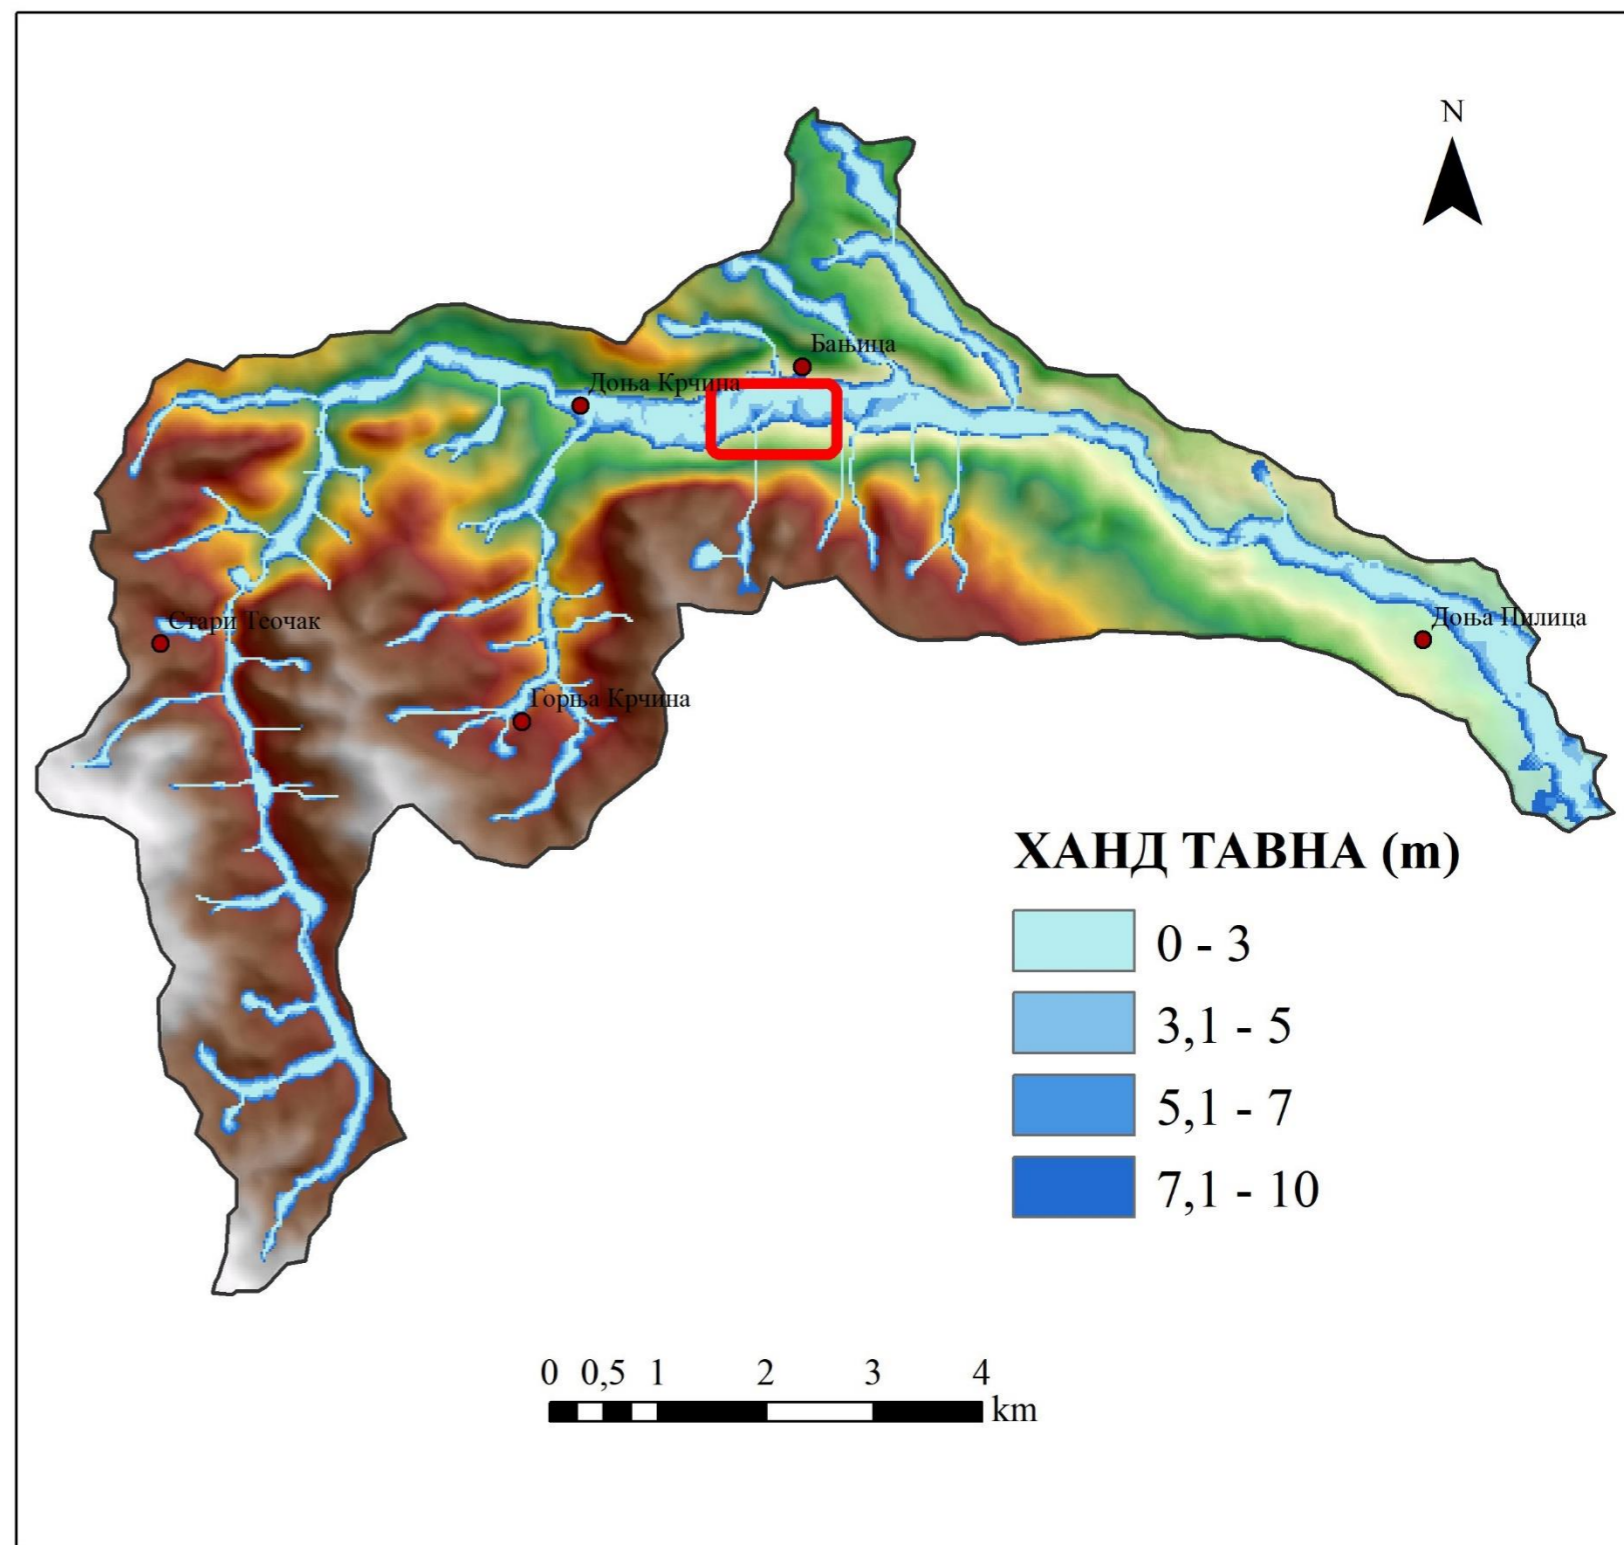 N
Бањица
Доња Крчина
Стари Теочак
Доња Пилица
Горња Крчина
ХАНД ТАВНА (m)
0 - 3
3,1 - 5
5,1 - 7
7,1 - 10
0 0,5 1 2 3 4
km